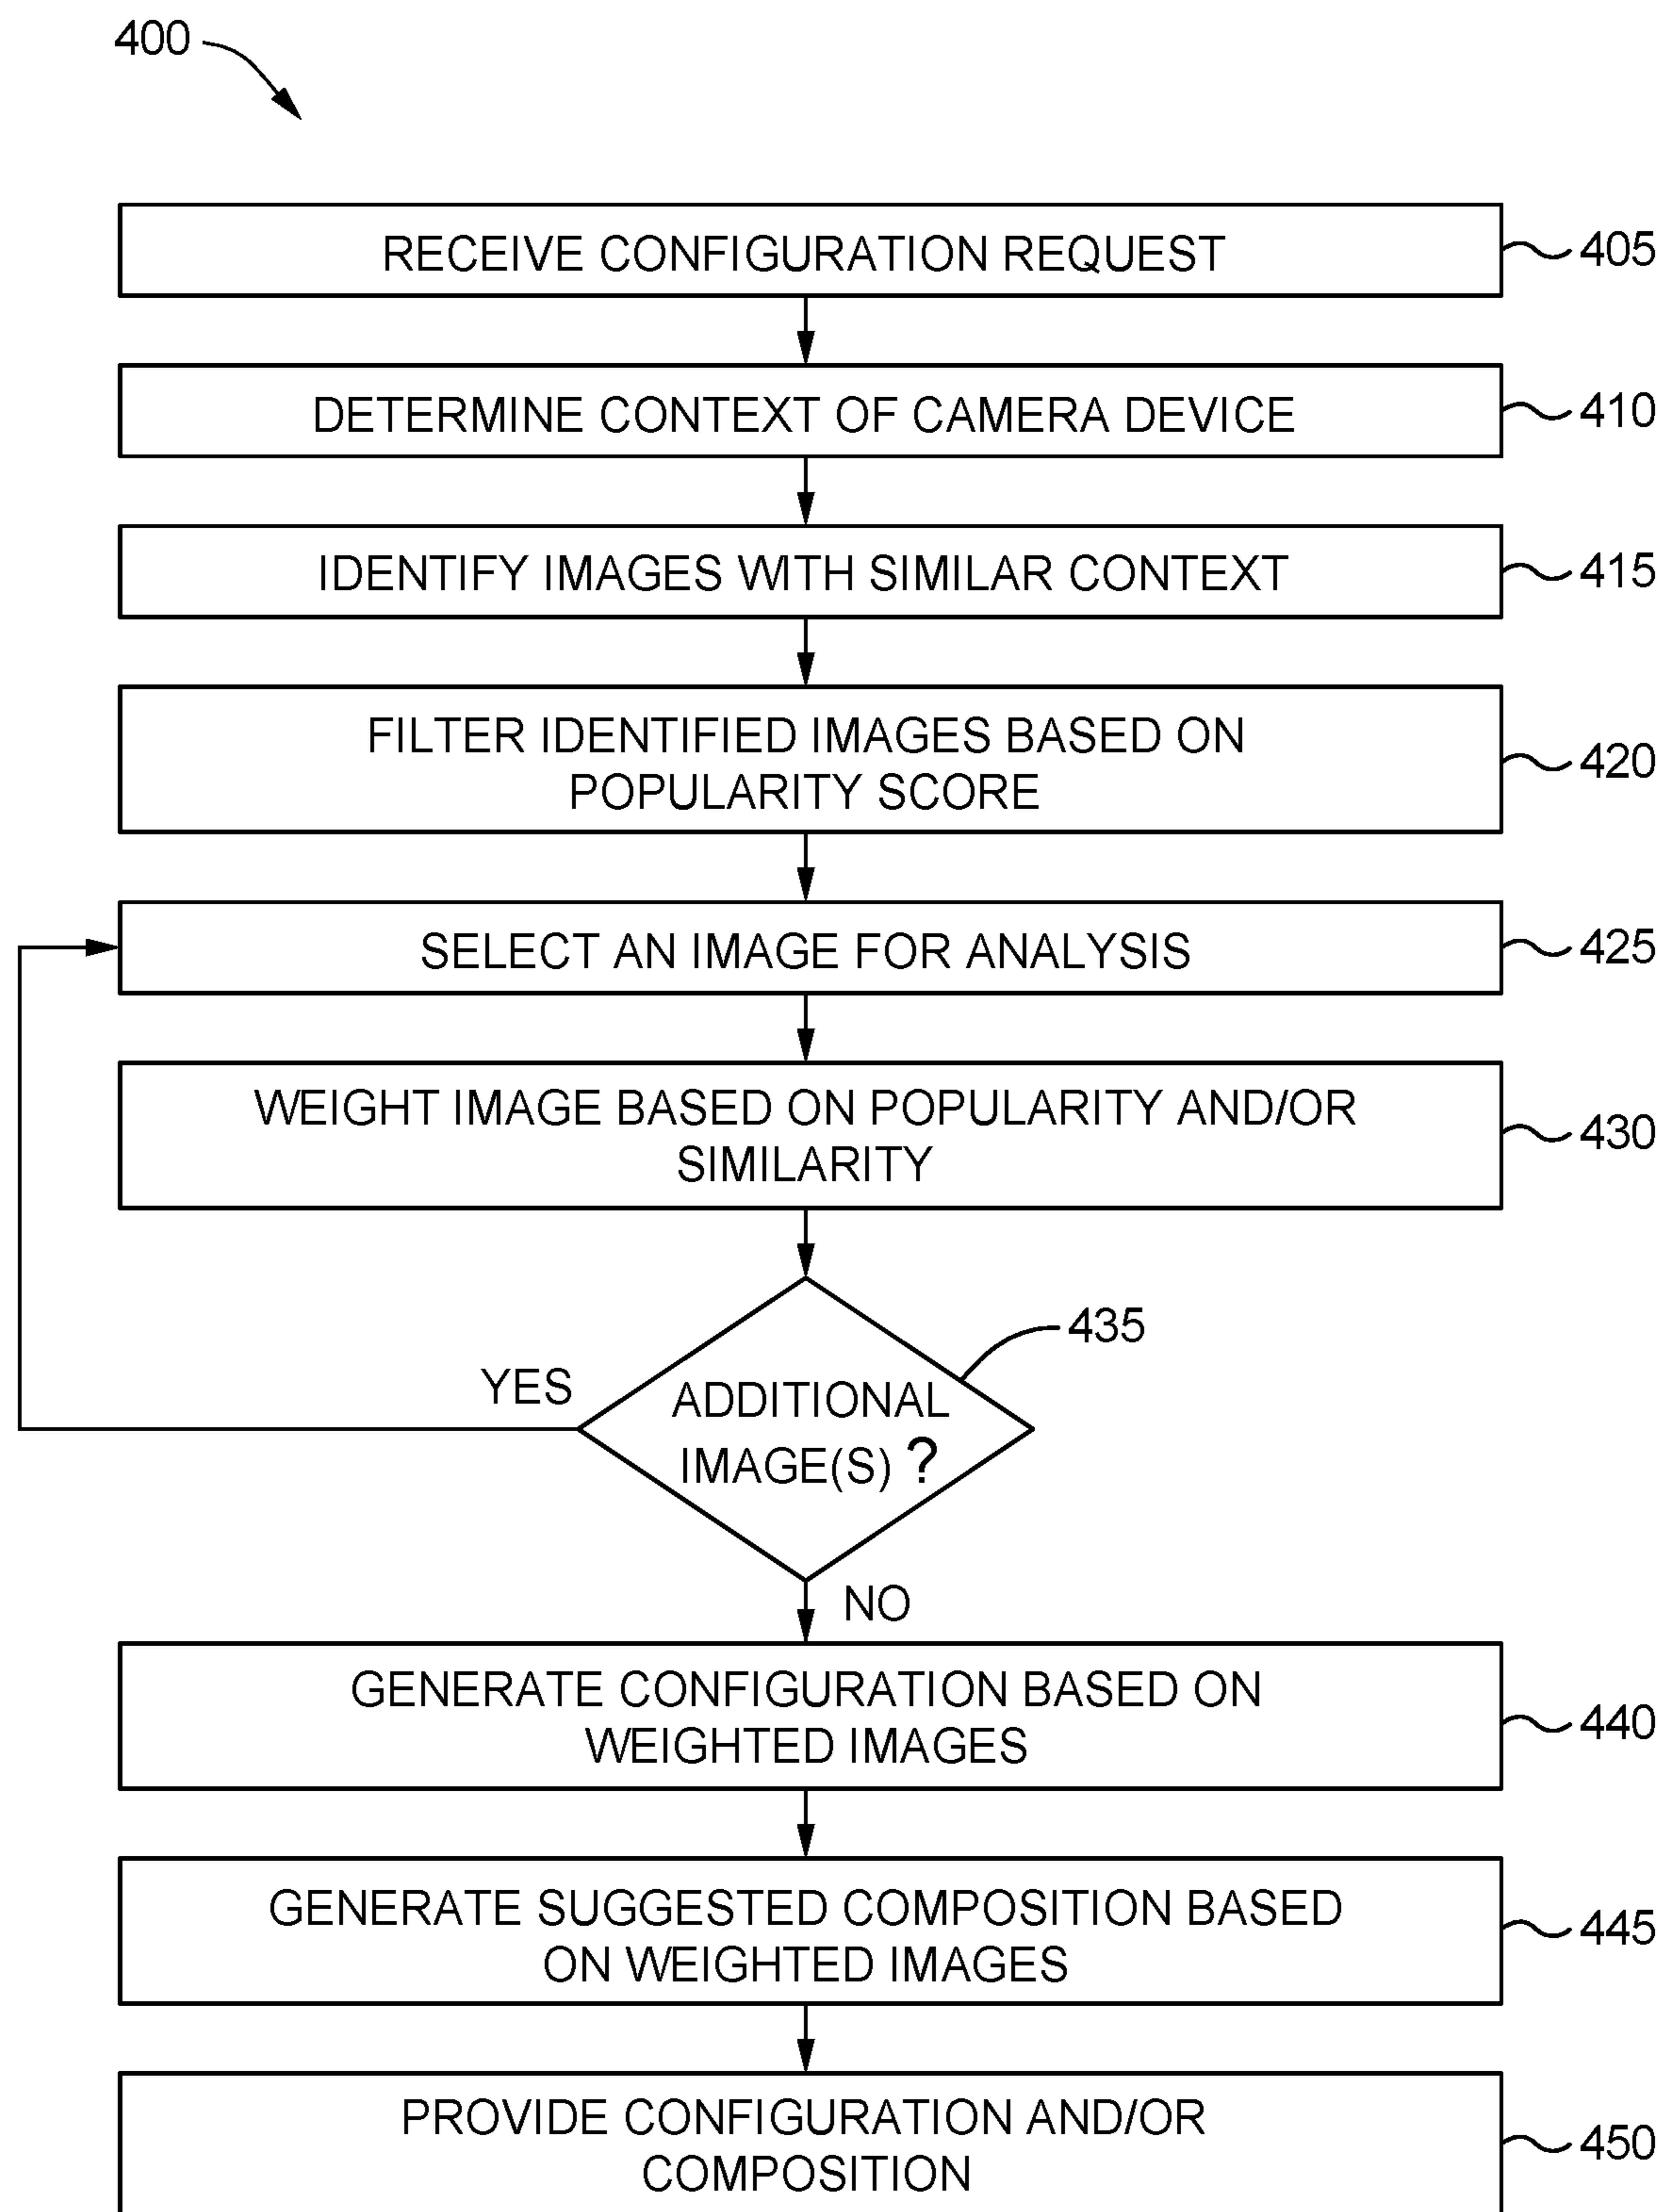 400
RECEIVE CONFIGURATION REQUEST
405
DETERMINE CONTEXT OF CAMERA DEVICE
410
IDENTIFY IMAGES WITH SIMILAR CONTEXT
415
FILTER IDENTIFIED IMAGES BASED ON
POPULARITY SCORE
420
SELECT AN IMAGE FOR ANALYSIS
425
WEIGHT IMAGE BASED ON POPULARITY AND/OR
SIMILARITY
430
435
YES
ADDITIONAL
IMAGE(S) ?
NO
GENERATE CONFIGURATION BASED ON
WEIGHTED IMAGES
440
GENERATE SUGGESTED COMPOSITION BASED
ON WEIGHTED IMAGES
445
PROVIDE CONFIGURATION AND/OR
COMPOSITION
450